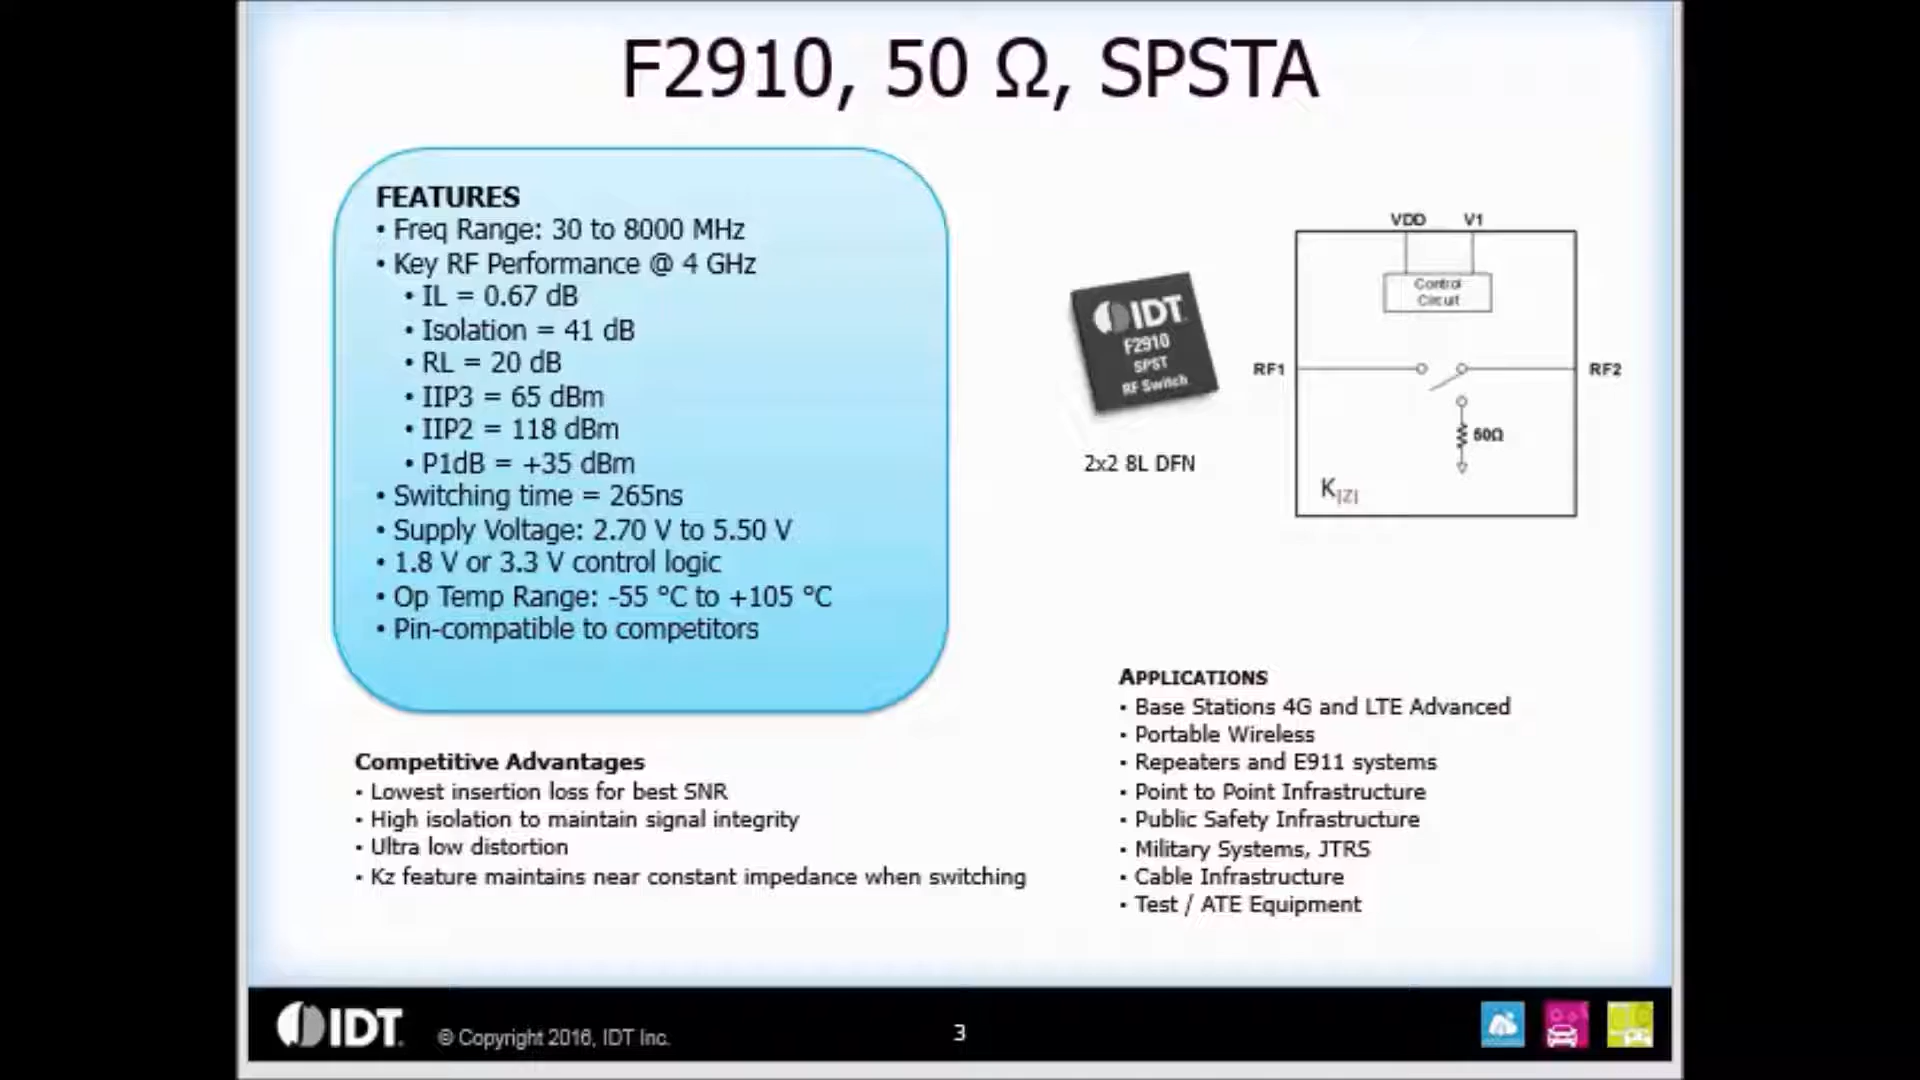 F2910, 50 Ω, SPSTA
FEATURES
• Freq Range: 30 to 8000 MHz
• Key RF Performance @ 4 GHz
• IL = 0.67 dB
• Isolation = 41 dB
• RL = 20 dB
• IIP3 = 65 dBm
• IIP2 = 118 dBm
• P1dB = +35 dBm
• Switching time = 265ns
• Supply Voltage: 2.70 V to 5.50 V
• 1.8 V or 3.3 V control logic
• Op Temp Range: -55 °C to +105 °C
• Pin-compatible to competitors
Competitive Advantages
• Lowest insertion loss for best SNR
• High isolation to maintain signal integrity
• Ultra low distortion
• Kz feature maintains near constant impedance when switching
IDT
F2910
SPST
RF Switch
2x2 8L DFN
VDD V1
Control
Circuit
RF1
RF2
50Ω
K|Z|
APPLICATIONS
• Base Stations 4G and LTE Advanced
• Portable Wireless
• Repeaters and E911 systems
• Point to Point Infrastructure
• Public Safety Infrastructure
• Military Systems, JTRS
• Cable Infrastructure
• Test / ATE Equipment
IDT.
© Copyright 2016, IDT Inc.
3